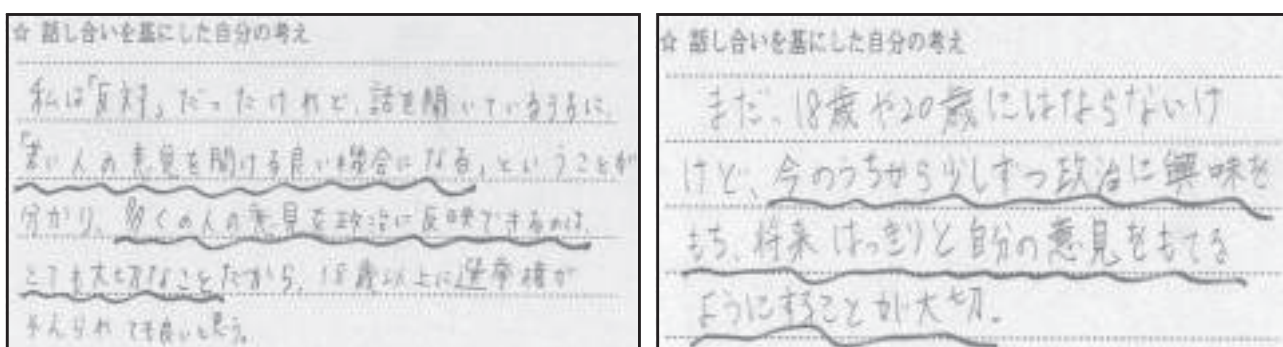 ☆ 話し合いを基にした自分の考え
私は「反対」だったけれど、話を聞いているうちに、
「若い人の意見を聞ける良い機会になる」ということが
分かり、多くの人の意見を政治に反映できるのは、
とても大切なことだから、18歳以上に選挙権が
与えられても良いと思う。
☆ 話し合いを基にした自分の考え
まだ、18歳や20歳にはならないけ
けど、今のうちから少しずつ政治に興味を
もち、将来はっきりと自分の意見をもてる
ようにすることが大切。